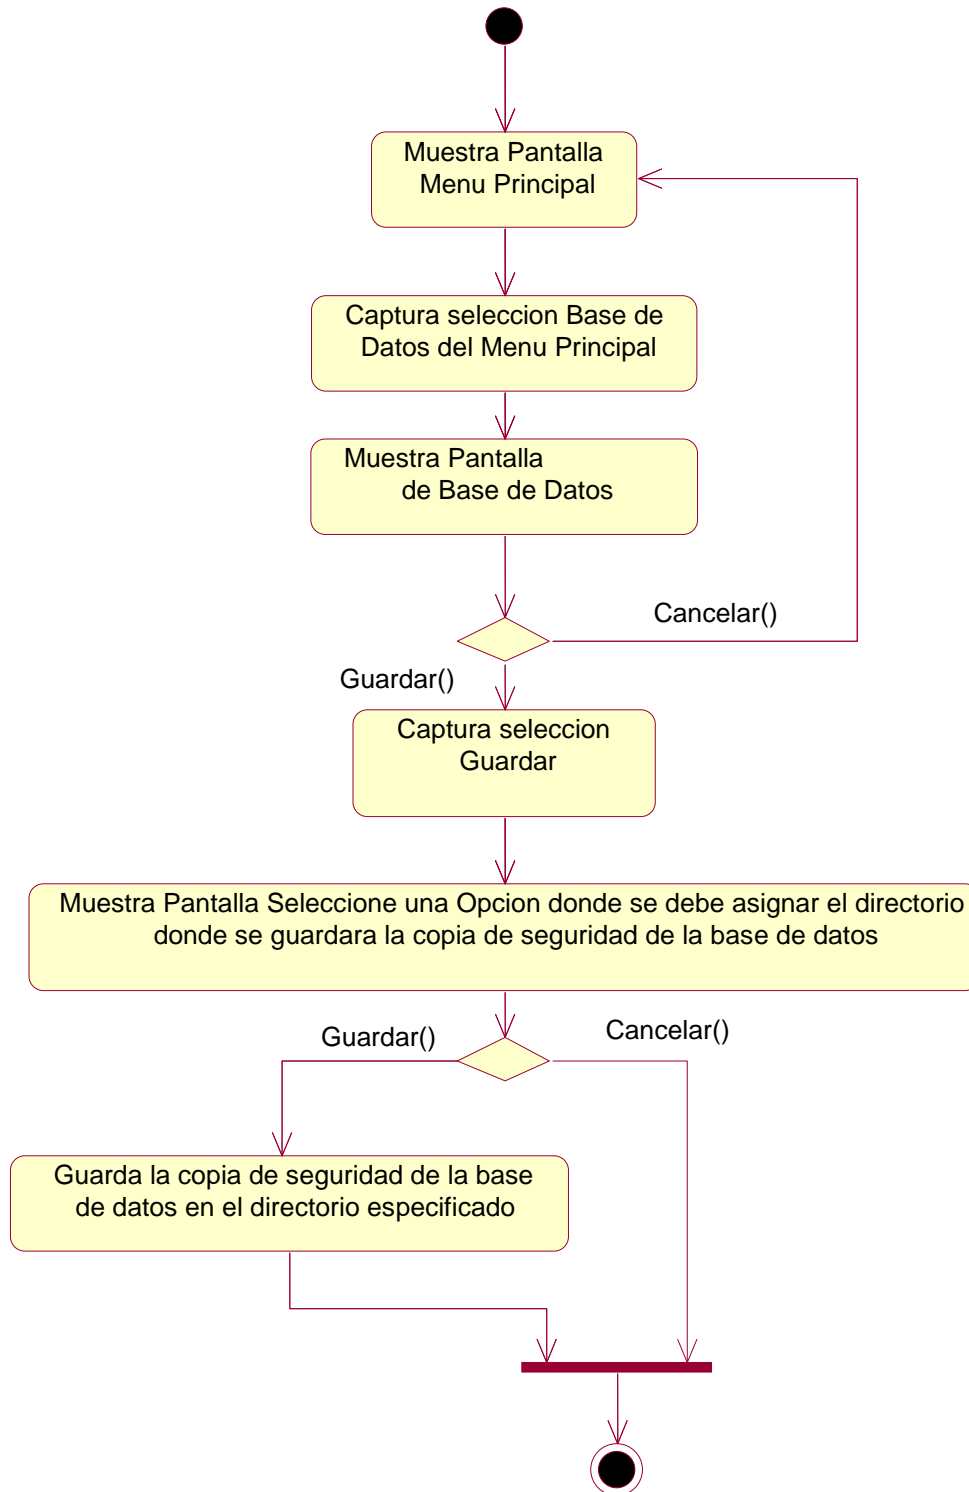 Muestra Pantalla
Menu Principal
Captura seleccion Base de
Datos del Menu Principal
Muestra Pantalla
de Base de Datos
Cancelar()
Guardar()
Captura seleccion
Guardar
Muestra Pantalla Seleccione una Opcion donde se debe asignar el directorio
donde se guardara la copia de seguridad de la base de datos
Guardar()
Cancelar()
Guarda la copia de seguridad de la base
de datos en el directorio especificado